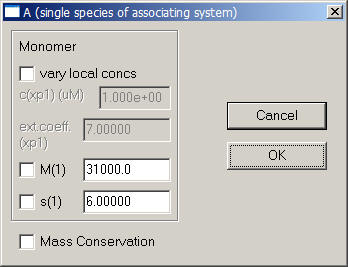 A (single species of associating system)
Monomer
vary local concs
c(xp1) (uM) 1.000e+00
ext.coeff. (xp1) 7.00000
M(1) 31000.0
s(1) 6.00000
Mass Conservation
Cancel
OK